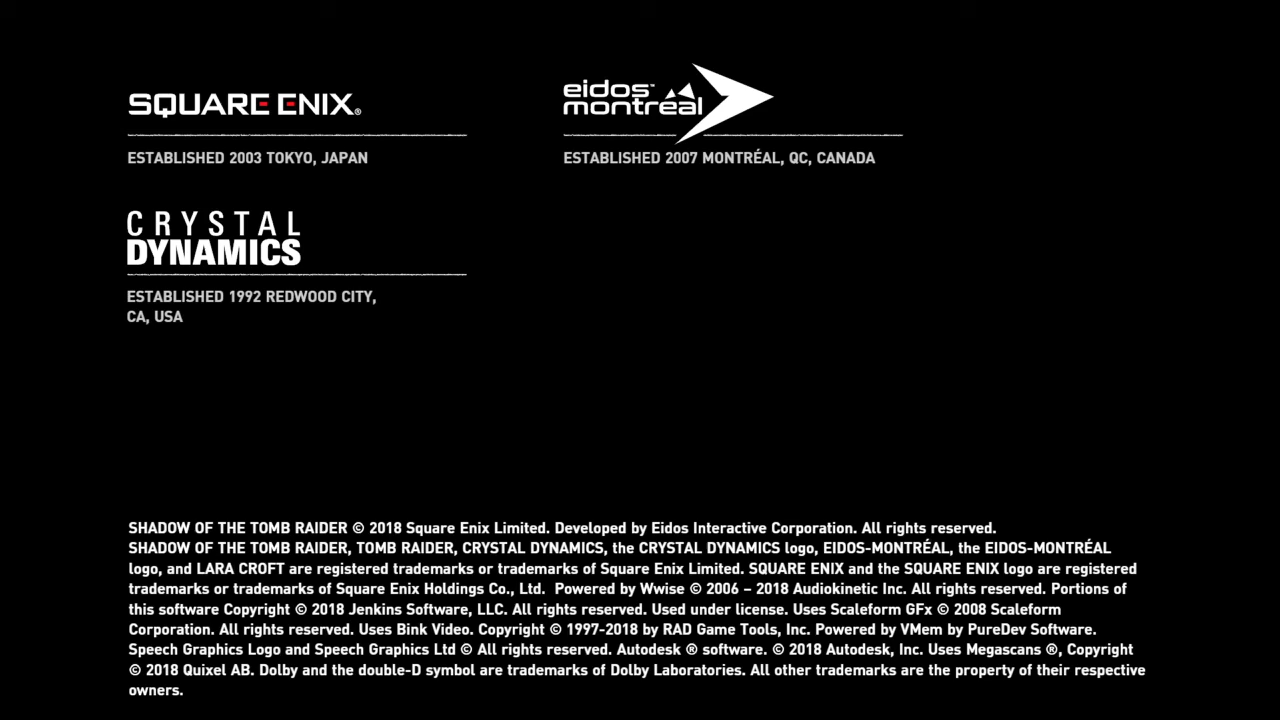 SQUARE ENIX®
ESTABLISHED 2003 TOKYO, JAPAN
eidos™
montréal
ESTABLISHED 2007 MONTRÉAL, QC, CANADA
CRYSTAL
DYNAMICS
ESTABLISHED 1992 REDWOOD CITY,
CA, USA
SHADOW OF THE TOMB RAIDER © 2018 Square Enix Limited. Developed by Eidos Interactive Corporation. All rights reserved.
SHADOW OF THE TOMB RAIDER, TOMB RAIDER, CRYSTAL DYNAMICS, the CRYSTAL DYNAMICS logo, EIDOS-MONTRÉAL, the EIDOS-MONTRÉAL
logo, and LARA CROFT are registered trademarks or trademarks of Square Enix Limited. SQUARE ENIX and the SQUARE ENIX logo are registered
trademarks or trademarks of Square Enix Holdings Co., Ltd.  Powered by Wwise © 2006 – 2018 Audiokinetic Inc. All rights reserved. Portions of
this software Copyright © 2018 Jenkins Software, LLC. All rights reserved. Used under license. Uses Scaleform GFx © 2008 Scaleform
Corporation. All rights reserved. Uses Bink Video. Copyright © 1997-2018 by RAD Game Tools, Inc. Powered by VMem by PureDev Software.
Speech Graphics Logo and Speech Graphics Ltd © All rights reserved. Autodesk ® software. © 2018 Autodesk, Inc. Uses Megascans ®, Copyright
© 2018 Quixel AB. Dolby and the double-D symbol are trademarks of Dolby Laboratories. All other trademarks are the property of their respective
owners.